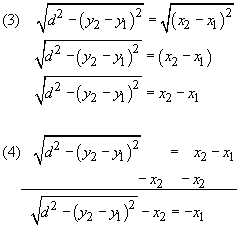 (3) √(d² − (y₂ − y₁)²) = √((x₂ − x₁)²)
√(d² − (y₂ − y₁)²) = (x₂ − x₁)
√(d² − (y₂ − y₁)²) = x₂ − x₁
(4) √(d² − (y₂ − y₁)²) = x₂ − x₁
− x₂ − x₂
√(d² − (y₂ − y₁)²) − x₂ = −x₁